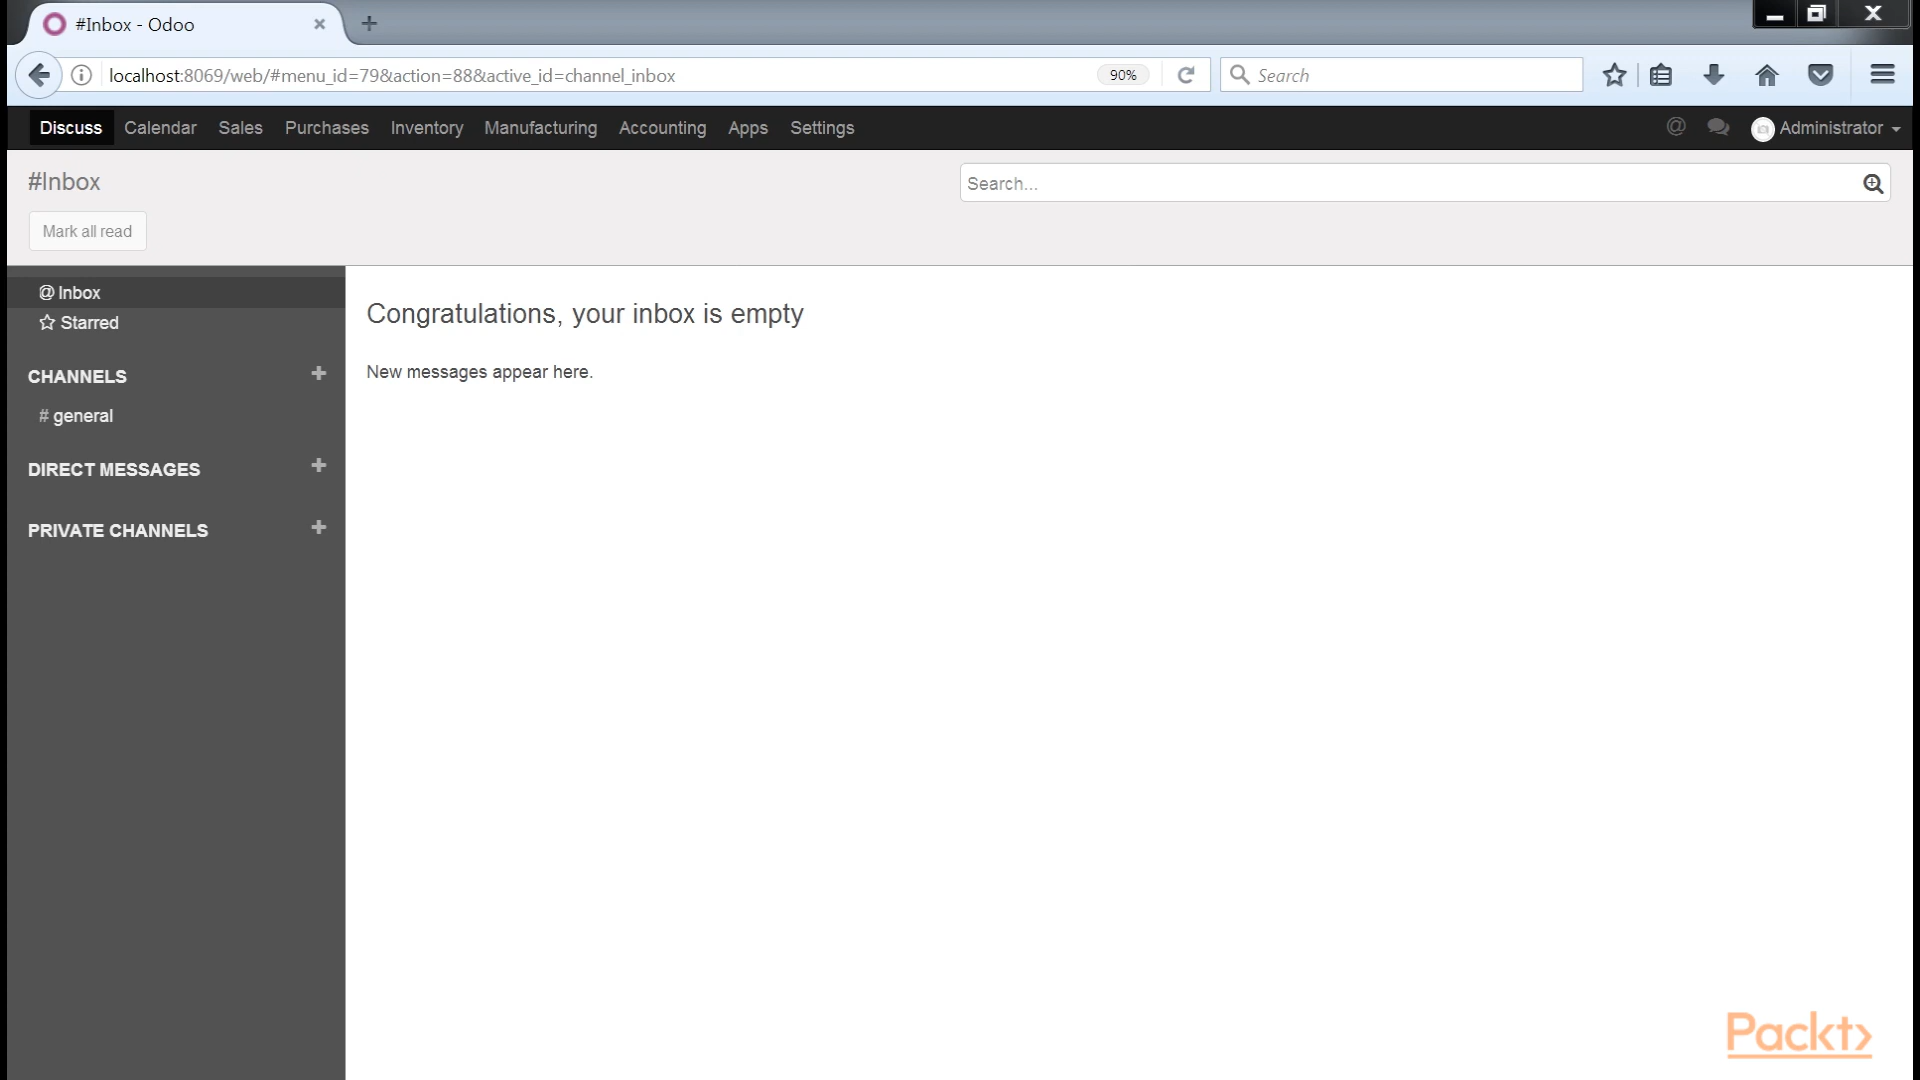 #Inbox - Odoo
localhost:8069/web/#menu_id=79&action=88&active_id=channel_inbox
90%
Search
Discuss Calendar Sales Purchases Inventory Manufacturing Accounting Apps Settings
@ Administrator
#Inbox
Search...
Mark all read
@ Inbox
Starred
CHANNELS +
# general
DIRECT MESSAGES +
PRIVATE CHANNELS +
Congratulations, your inbox is empty
New messages appear here.
Packt>